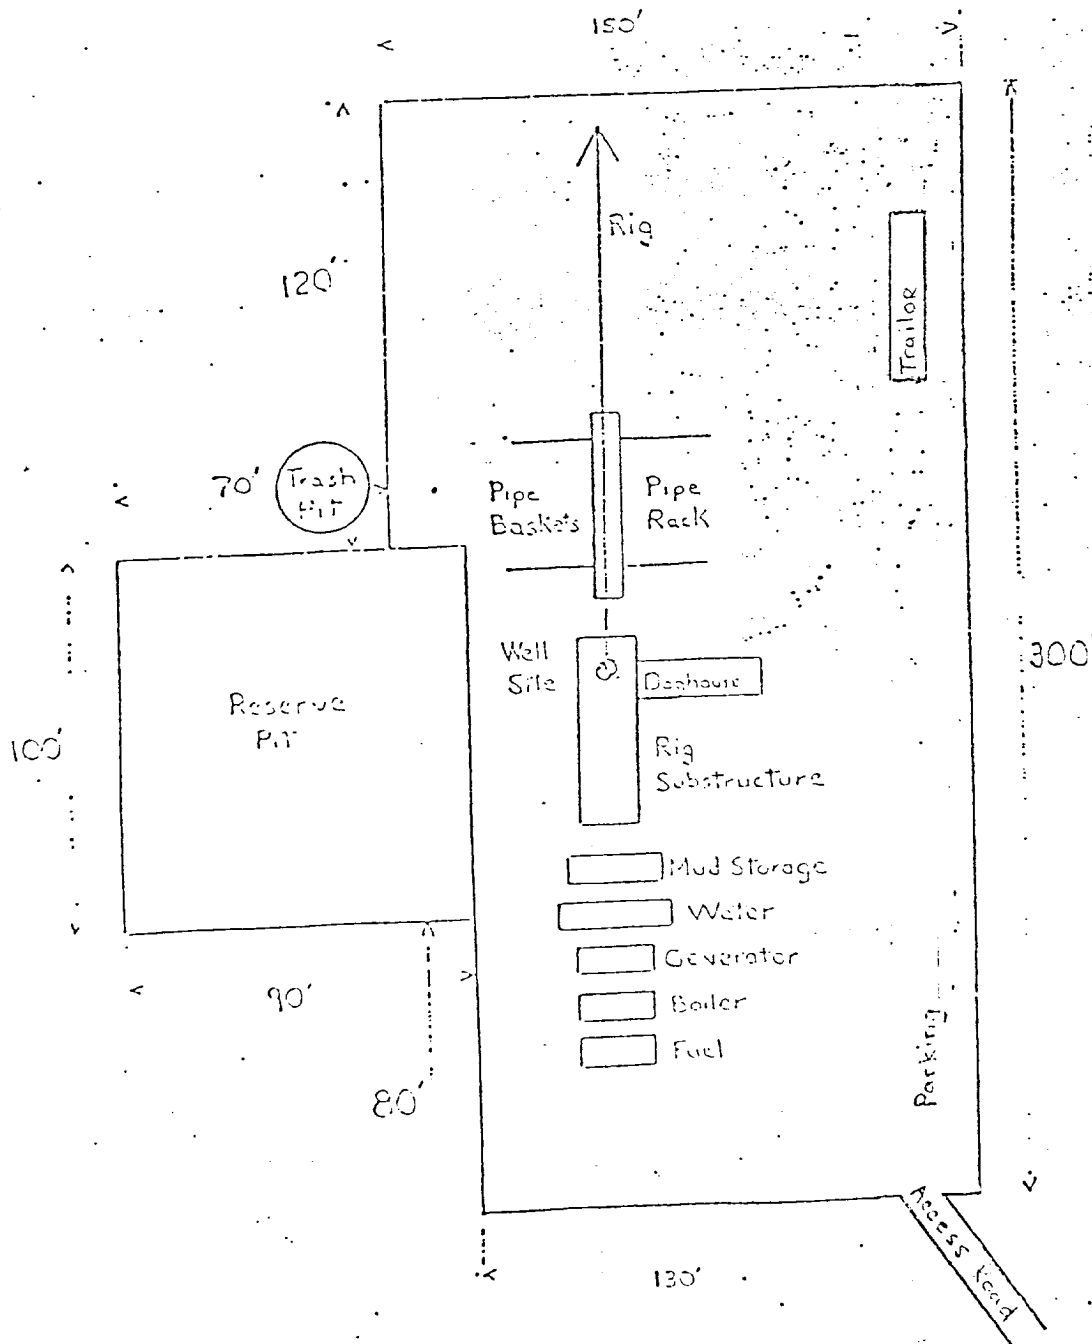 150'
Rig
120'
Trailor
70'
Trash
Pit
Pipe
Baskets
Pipe
Rack
Well
Site
Doghouse
300
Reserve
Pit
100'
Rig
Substructure
Mud Storage
Water
Generator
90'
Boiler
Fuel
80'
Parking
Access Road
130'